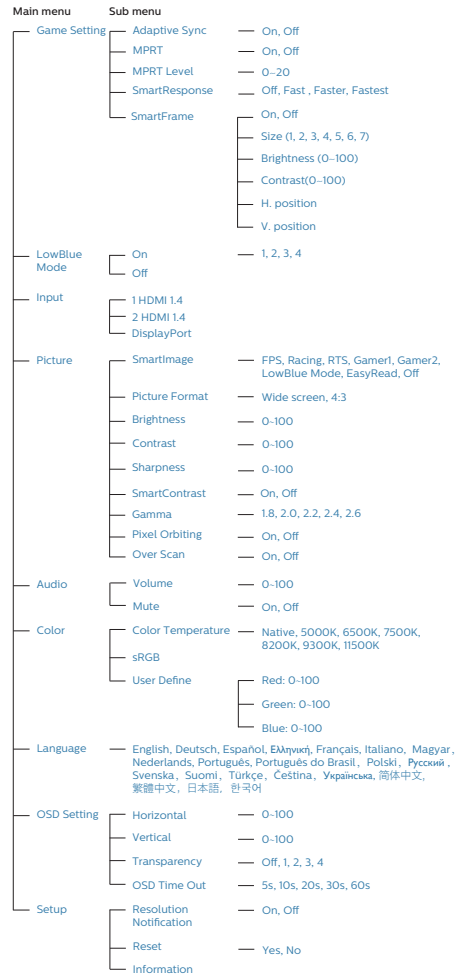 Main menu Sub menu
Game Setting Adaptive Sync On, Off
MPRT On, Off
MPRT Level 0–20
SmartResponse Off, Fast , Faster, Fastest
SmartFrame On, Off
Size (1, 2, 3, 4, 5, 6, 7)
Brightness (0–100)
Contrast(0–100)
H. position
V. position
LowBlue On 1, 2, 3, 4
Mode Off
Input 1 HDMI 1.4
2 HDMI 1.4
DisplayPort
Picture SmartImage FPS, Racing, RTS, Gamer1, Gamer2,
LowBlue Mode, EasyRead, Off
Picture Format Wide screen, 4:3
Brightness 0~100
Contrast 0~100
Sharpness 0~100
SmartContrast On, Off
Gamma 1.8, 2.0, 2.2, 2.4, 2.6
Pixel Orbiting On, Off
Over Scan On, Off
Audio Volume 0~100
Mute On, Off
Color Color Temperature Native, 5000K, 6500K, 7500K,
8200K, 9300K, 11500K
sRGB
User Define Red: 0~100
Green: 0~100
Blue: 0~100
Language English, Deutsch, Español, Ελληνική, Français, Italiano, Magyar,
Nederlands, Português, Português do Brasil, Polski, Русский ,
Svenska, Suomi, Türkçe, Čeština, Українська, 简体中文,
繁體中文, 日本語, 한국어
OSD Setting Horizontal 0~100
Vertical 0~100
Transparency Off, 1, 2, 3, 4
OSD Time Out 5s, 10s, 20s, 30s, 60s
Setup Resolution On, Off
Notification
Reset Yes, No
Information